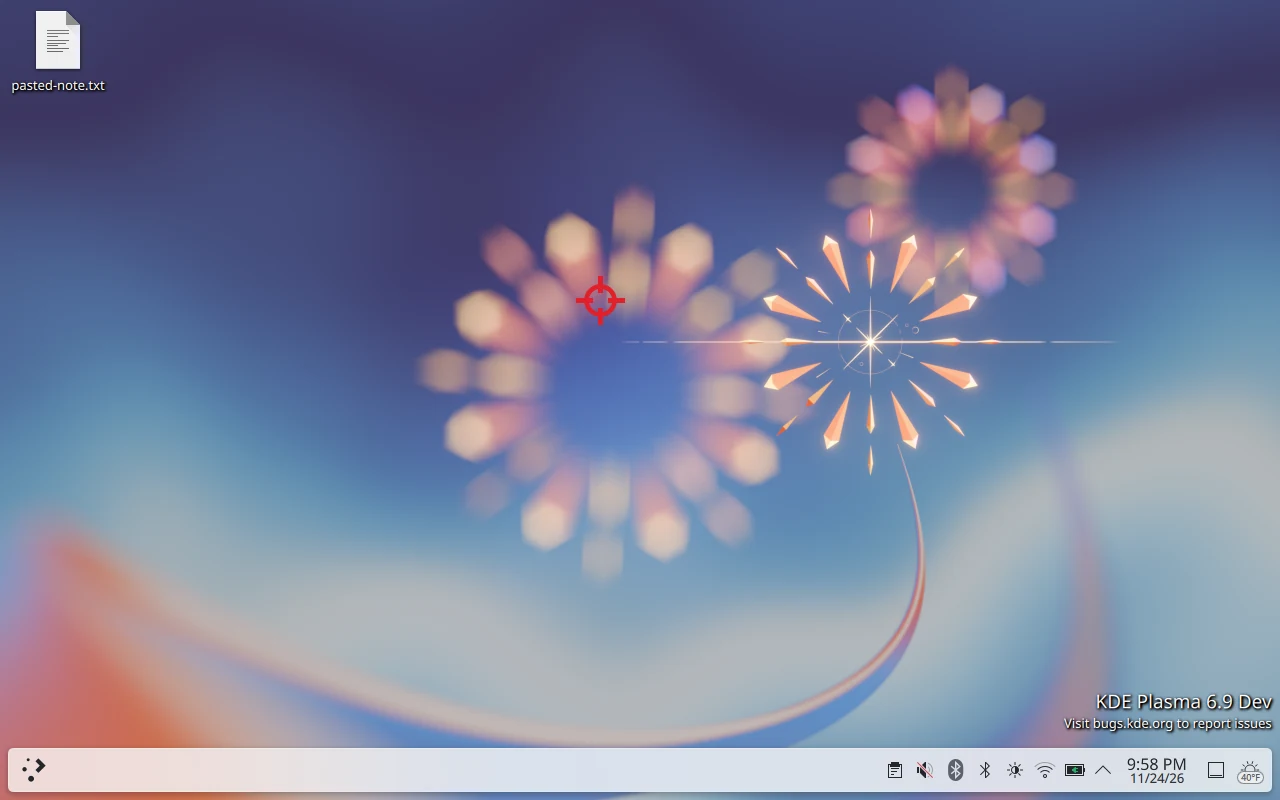 pasted-note.txt
KDE Plasma 6.9 Dev
Visit bugs.kde.org to report issues
9:58 PM
11/24/26
40°F